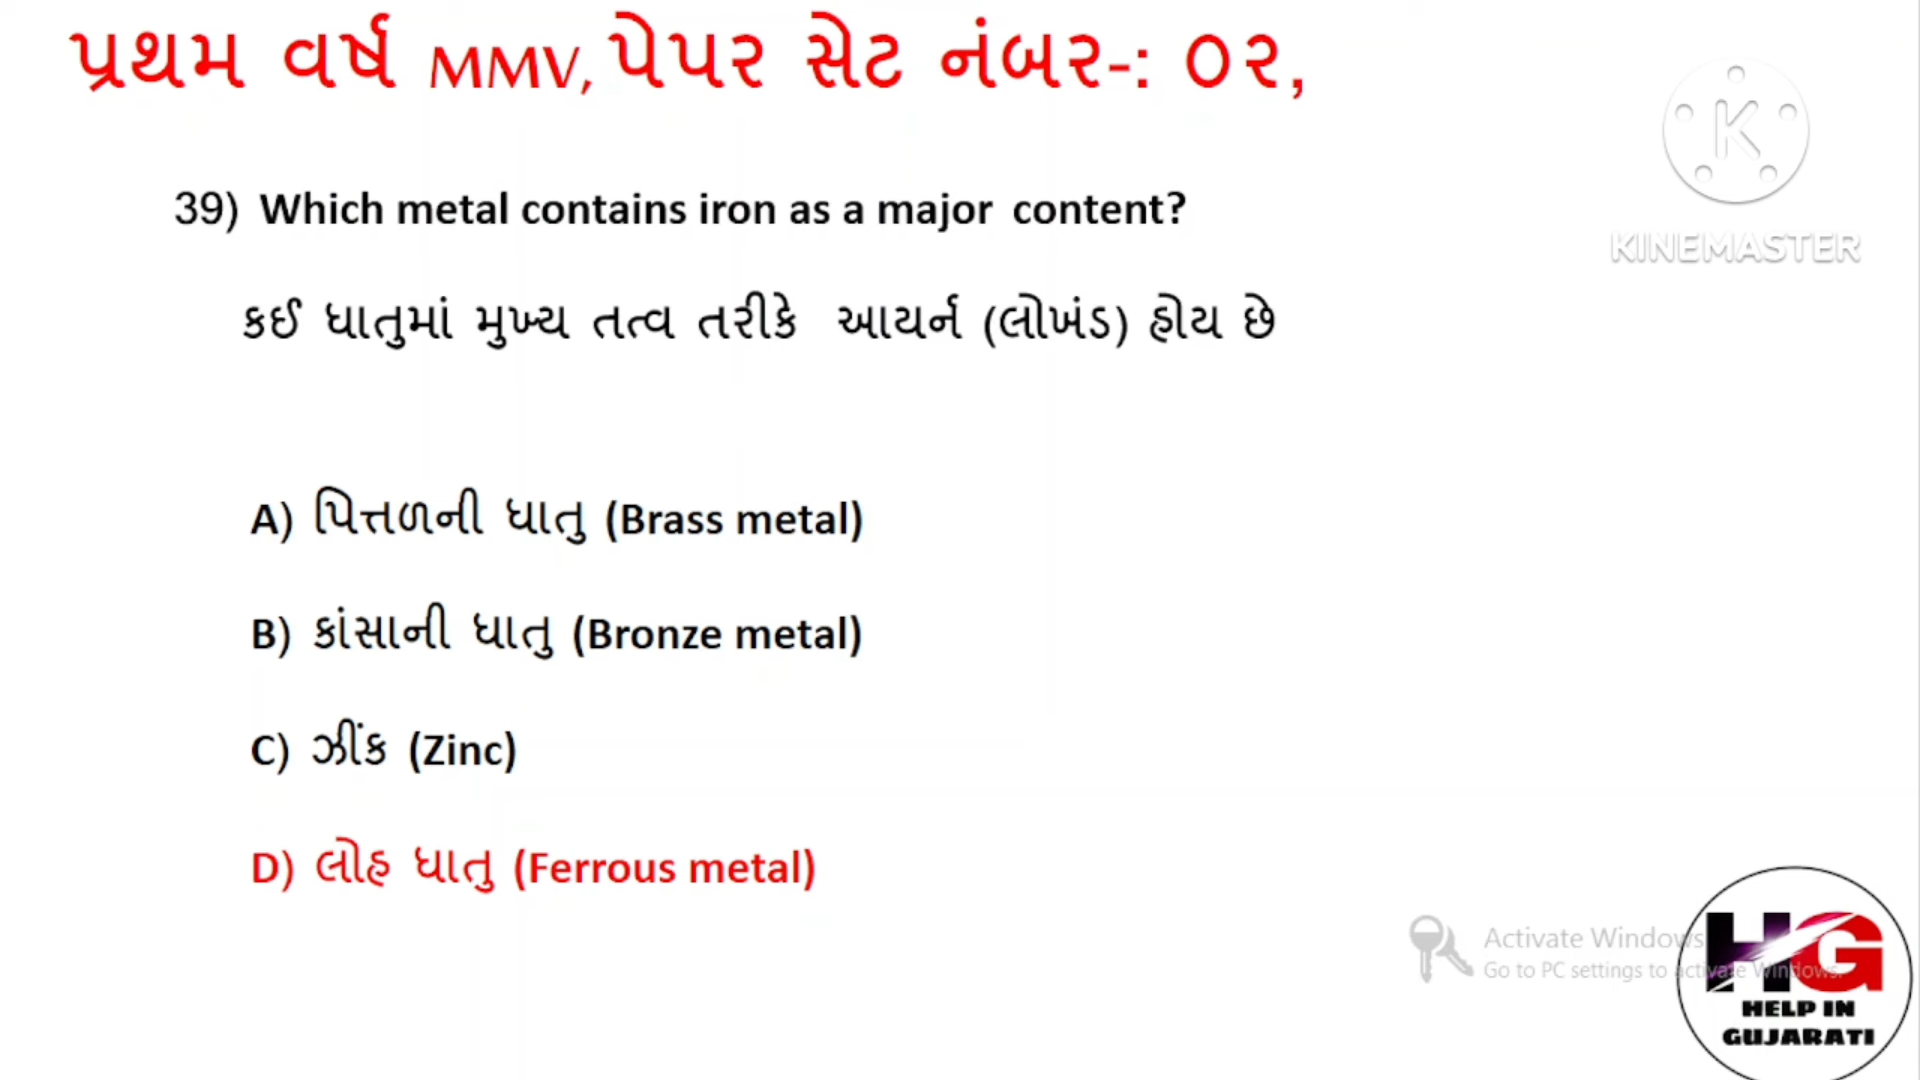 પ્રથમ વર્ષ MMV, પેપર સેટ નંબર-: ૦૨,
K
KINEMASTER
39) Which metal contains iron as a major content?
કઈ ધાતુમાં મુખ્ય તત્વ તરીકે આયર્ન (લોખંડ) હોય છે
A) પિત્તળની ધાતુ (Brass metal)
B) કાંસાની ધાતુ (Bronze metal)
C) ઝીંક (Zinc)
D) લોહ ધાતુ (Ferrous metal)
Activate Windows
Go to PC settings to activate Windows.
HG
HELP IN
GUJARATI